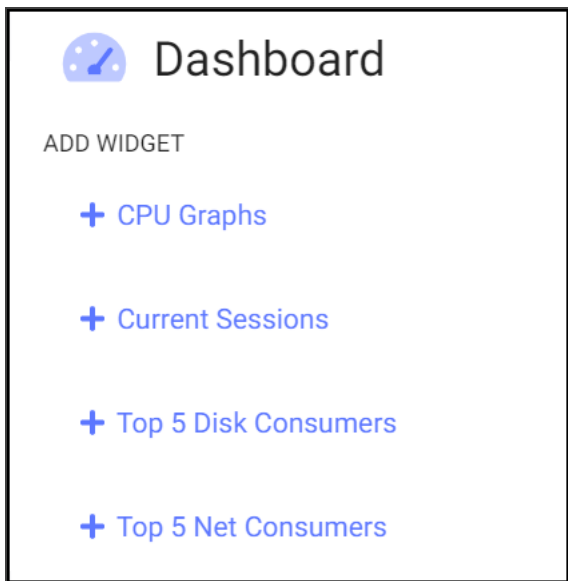 Dashboard
ADD WIDGET
+ CPU Graphs
+ Current Sessions
+ Top 5 Disk Consumers
+ Top 5 Net Consumers